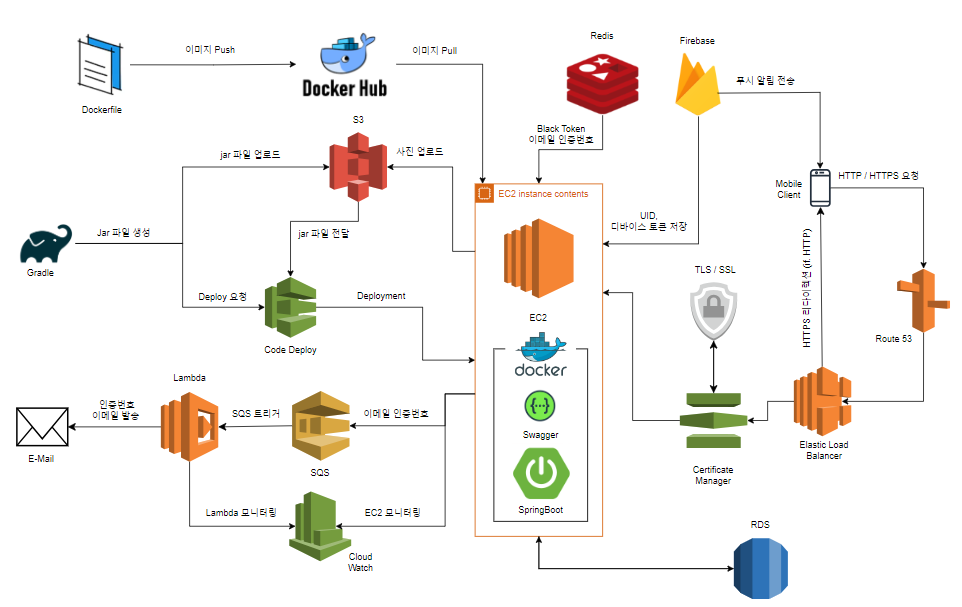 Dockerfile
이미지 Push
Docker Hub
이미지 Pull
Redis
Firebase
푸시 알림 전송
Black Token
이메일 인증번호
S3
jar 파일 업로드
사진 업로드
EC2 instance contents
Mobile
Client
HTTP / HTTPS 요청
UID,
디바이스 토큰 저장
Jar 파일 생성
jar 파일 전달
Gradle
HTTPS 리다이렉션 (if. HTTP)
TLS / SSL
Deploy 요청
Deployment
EC2
Code Deploy
Route 53
docker
Lambda
인증번호
이메일 발송
SQS 트리거
이메일 인증번호
Swagger
E-Mail
SQS
Elastic Load
Balancer
Certificate
Manager
Lambda 모니터링
EC2 모니터링
SpringBoot
Cloud
Watch
RDS